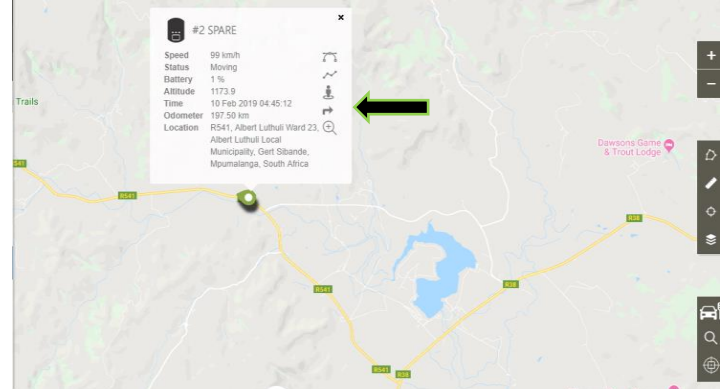 #2 SPARE
Speed 99 km/h
Status Moving
Battery 1 %
Altitude 1173.9
Time 10 Feb 2019 04:45:12
Odometer 197.50 km
Location R541, Albert Luthuli Ward 23,
Albert Luthuli Local
Municipality, Gert Sibande,
Mpumalanga, South Africa
Trails
Dawsons Game
& Trout Lodge
541
R541
R38
R38
R541
R541
R38